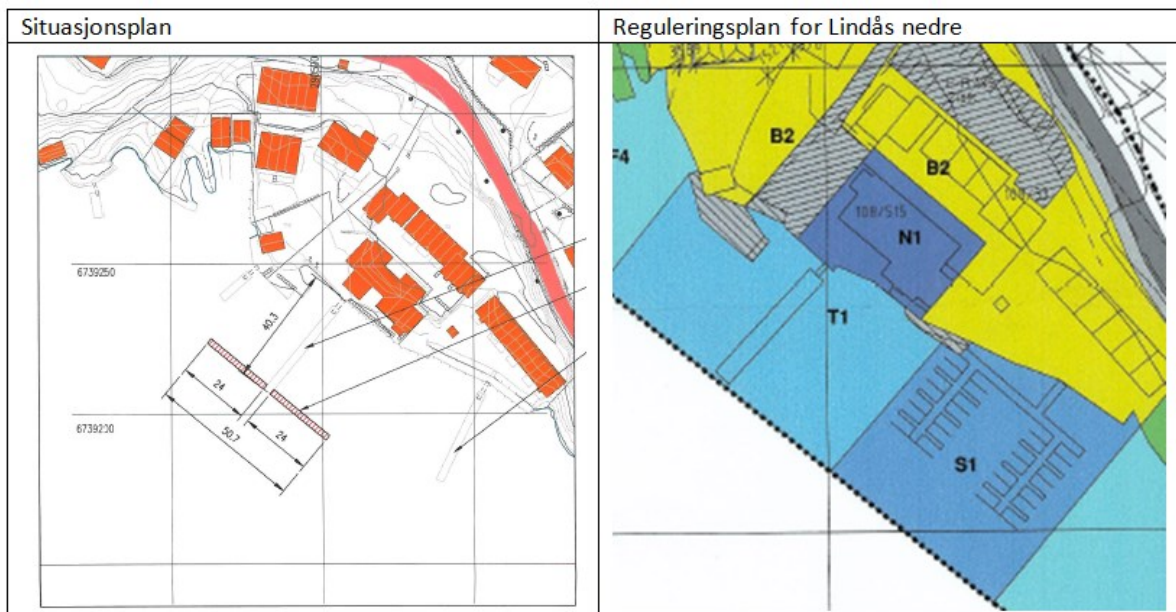 Situasjonsplan
Reguleringsplan for Lindås nedre
6739250
40.3
24
24
50.7
6739200
B2
B2
F4
108/515
N1
T1
S1